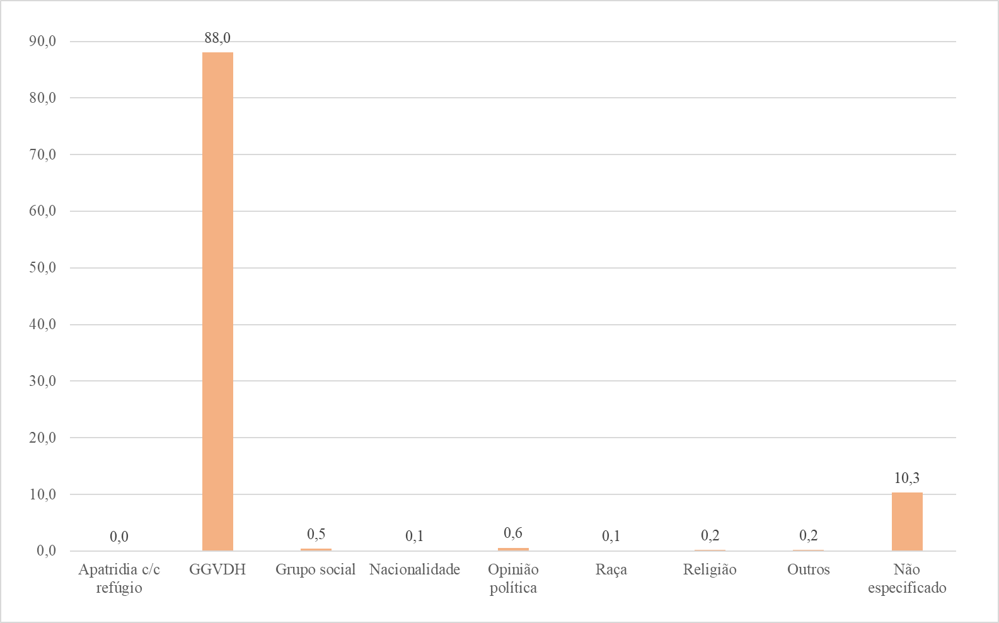 90,0
80,0
70,0
60,0
50,0
40,0
30,0
20,0
10,0
0,0
0,0
88,0
0,5
0,1
0,6
0,1
0,2
0,2
10,3
Apatridia c/c
refúgio
GGVDH
Grupo social
Nacionalidade
Opinião
política
Raça
Religião
Outros
Não
especificado